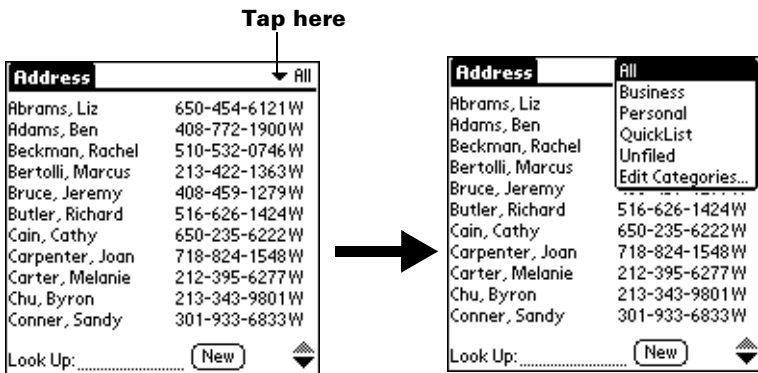 Tap here
Address All
Abrams, Liz 650-454-6121W
Adams, Ben 408-772-1900W
Beckman, Rachel 510-532-0746W
Bertolli, Marcus 213-422-1363W
Bruce, Jeremy 408-459-1279W
Butler, Richard 516-626-1424W
Cain, Cathy 650-235-6222W
Carpenter, Joan 718-824-1548W
Carter, Melanie 212-395-6277W
Chu, Byron 213-343-9801W
Conner, Sandy 301-933-6833W
Look Up: New
Address
All
Business
Personal
QuickList
Unfiled
Edit Categories...
Abrams, Liz
Adams, Ben
Beckman, Rachel
Bertolli, Marcus
Bruce, Jeremy
Butler, Richard 516-626-1424W
Cain, Cathy 650-235-6222W
Carpenter, Joan 718-824-1548W
Carter, Melanie 212-395-6277W
Chu, Byron 213-343-9801W
Conner, Sandy 301-933-6833W
Look Up: New